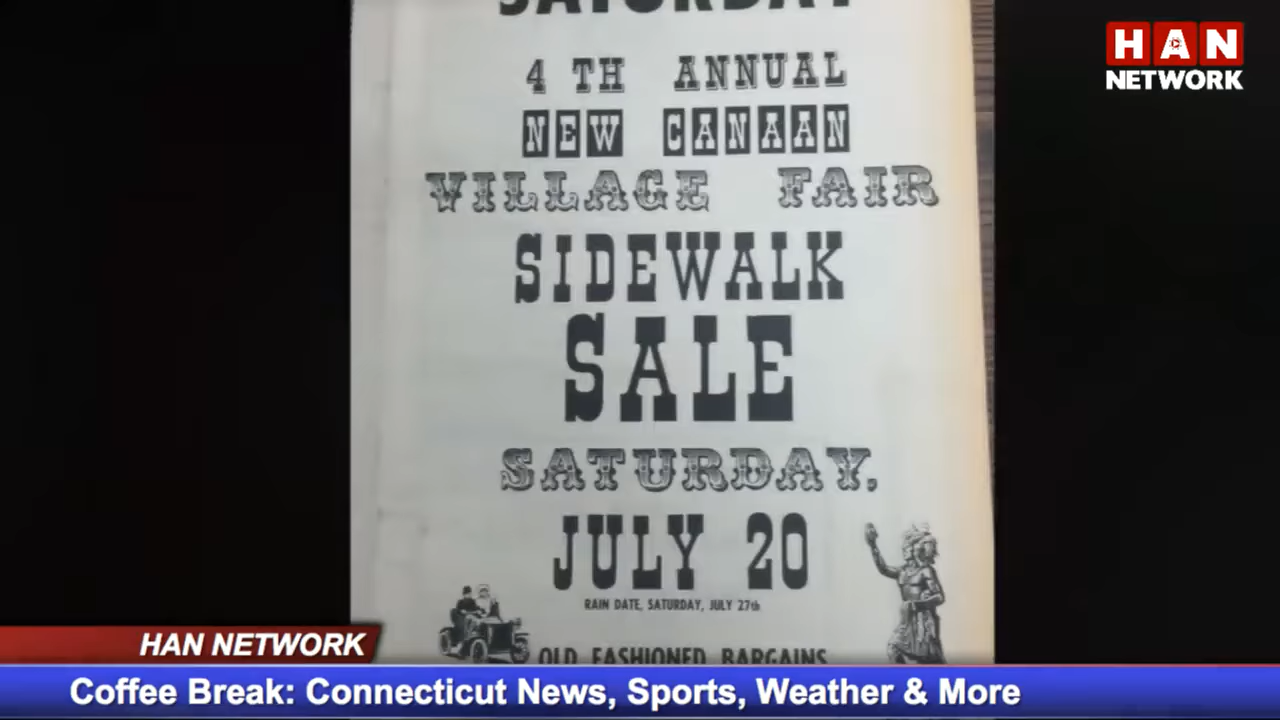 SATURDAY
4 TH ANNUAL
NEW CANAAN
VILLAGE FAIR
SIDEWALK
SALE
SATURDAY,
JULY 20
RAIN DATE, SATURDAY, JULY 27th
OLD FASHIONED BARGAINS
HAN
NETWORK
HAN NETWORK
Coffee Break: Connecticut News, Sports, Weather & More